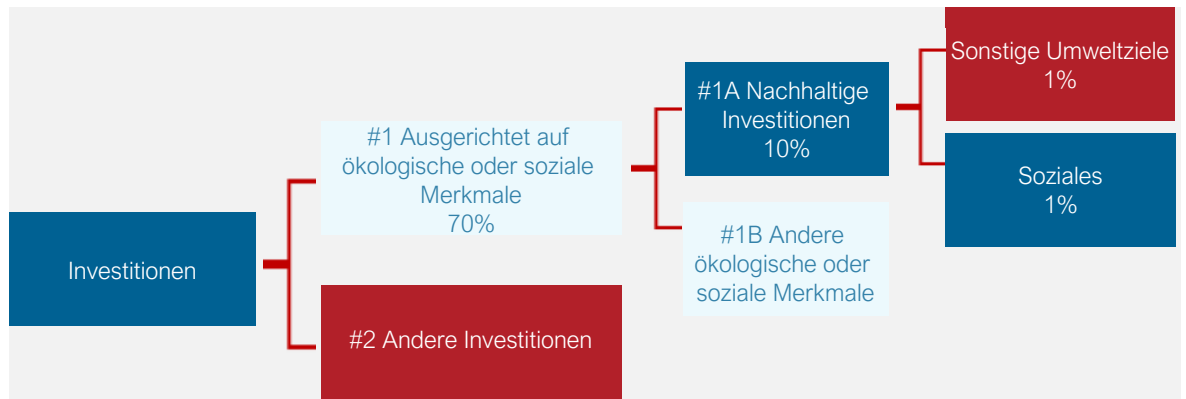 Investitionen
#1 Ausgerichtet auf
ökologische oder soziale
Merkmale
70%
#2 Andere Investitionen
#1A Nachhaltige
Investitionen
10%
#1B Andere
ökologische oder
soziale Merkmale
Sonstige Umweltziele
1%
Soziales
1%